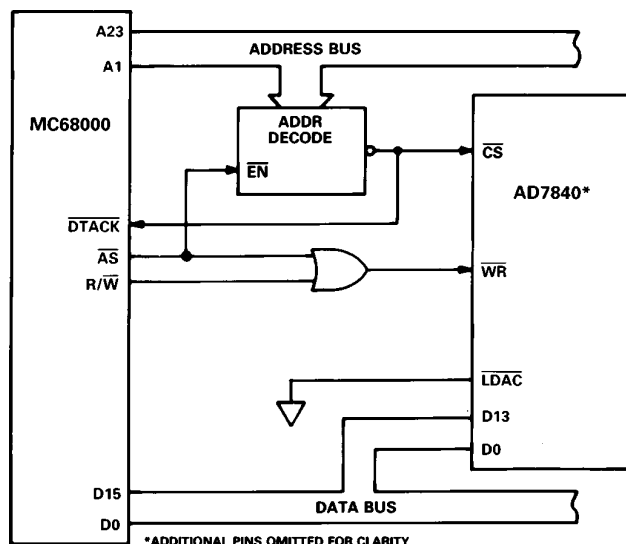 A23
ADDRESS BUS
A1
MC68000
ADDR
DECODE
EN
CS
AD7840*
DTACK
AS
R/W
WR
LDAC
D13
D0
D15
D0
DATA BUS
*ADDITIONAL PINS OMITTED FOR CLARITY